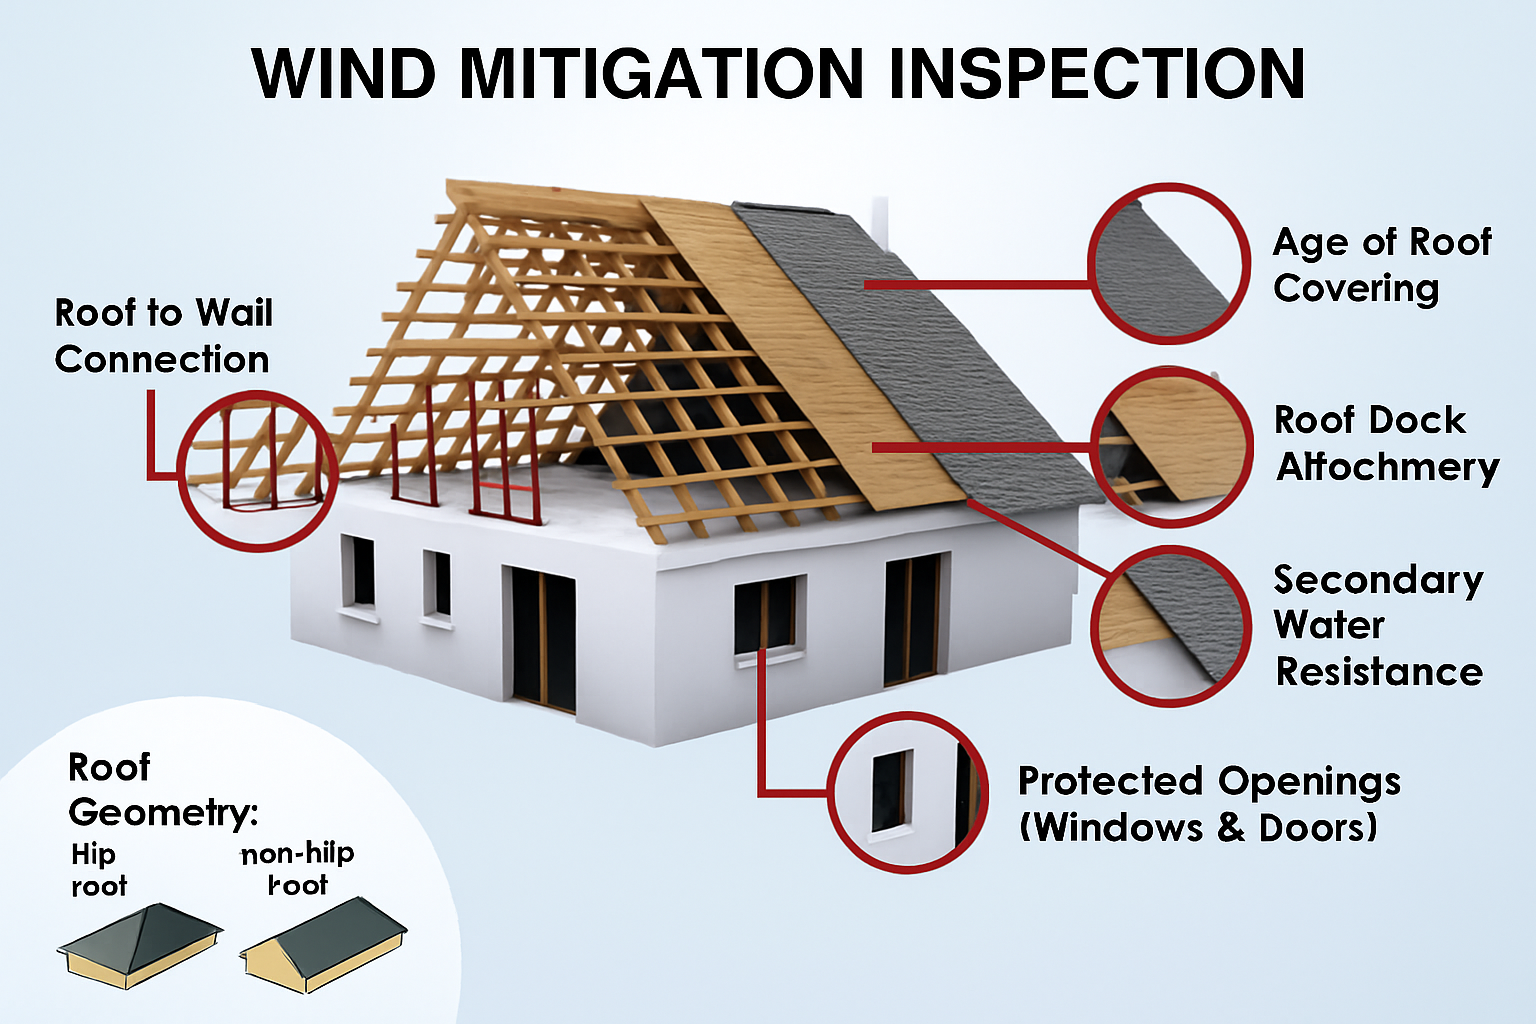 WIND MITIGATION INSPECTION
Roof to Wail
Connection
Age of Roof
Covering
Roof Dock
Alfochmery
Secondary
Water
Resistance
Protected Openings
(Windows & Doors)
Roof
Geometry:
Hip
root
non-hilp
root